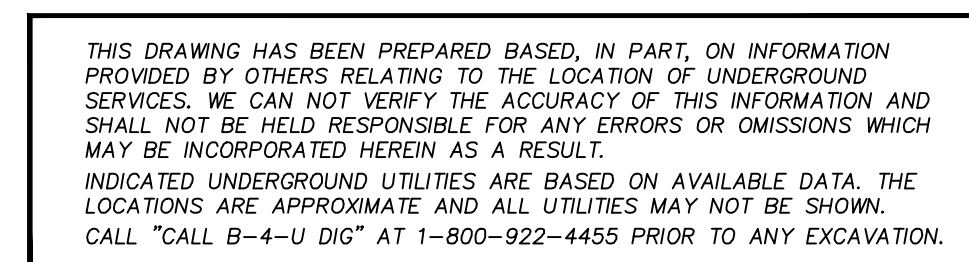 THIS DRAWING HAS BEEN PREPARED BASED, IN PART, ON INFORMATION
PROVIDED BY OTHERS RELATING TO THE LOCATION OF UNDERGROUND
SERVICES. WE CAN NOT VERIFY THE ACCURACY OF THIS INFORMATION AND
SHALL NOT BE HELD RESPONSIBLE FOR ANY ERRORS OR OMISSIONS WHICH
MAY BE INCORPORATED HEREIN AS A RESULT.
INDICATED UNDERGROUND UTILITIES ARE BASED ON AVAILABLE DATA. THE
LOCATIONS ARE APPROXIMATE AND ALL UTILITIES MAY NOT BE SHOWN.
CALL "CALL B-4-U DIG" AT 1-800-922-4455 PRIOR TO ANY EXCAVATION.